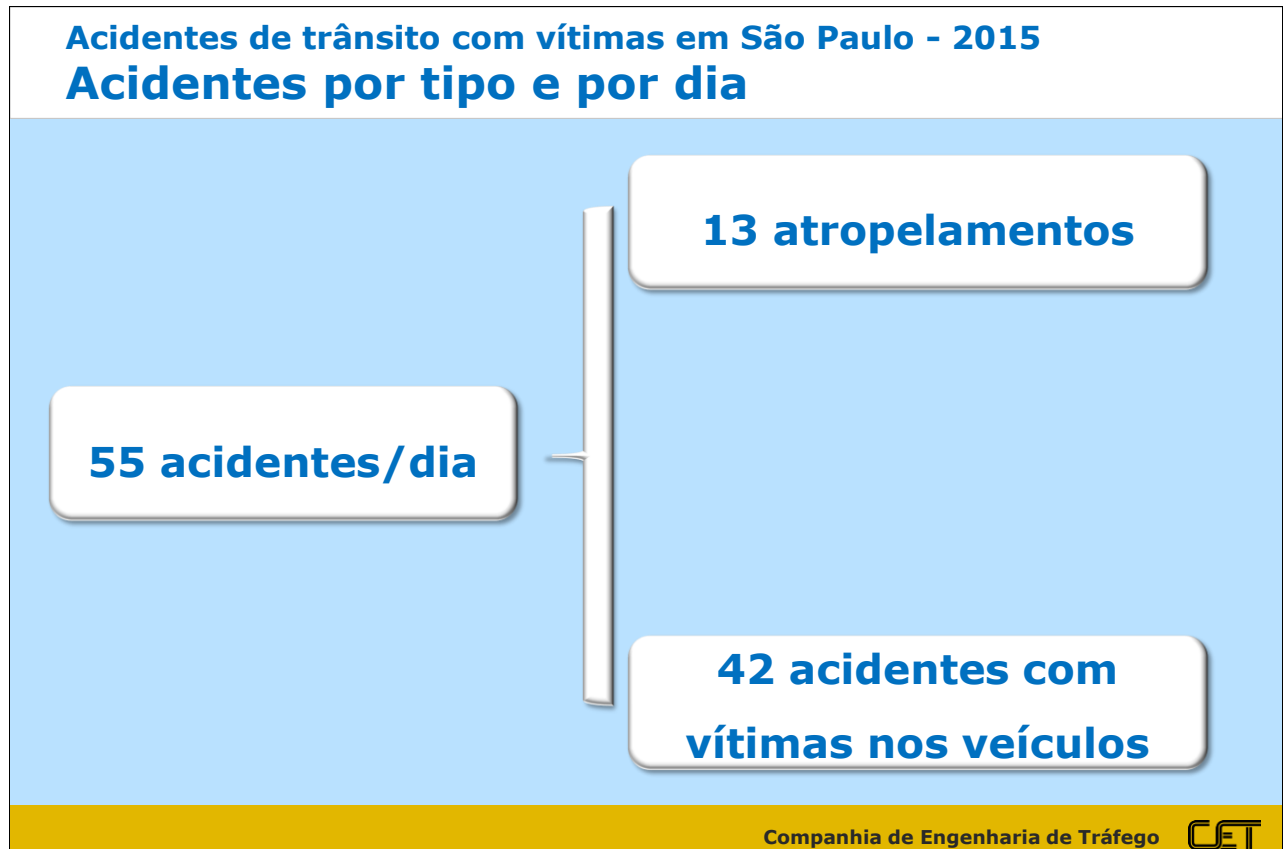 Acidentes de trânsito com vítimas em São Paulo - 2015
Acidentes por tipo e por dia
13 atropelamentos
55 acidentes/dia
42 acidentes com
vítimas nos veículos
Companhia de Engenharia de Tráfego
CET